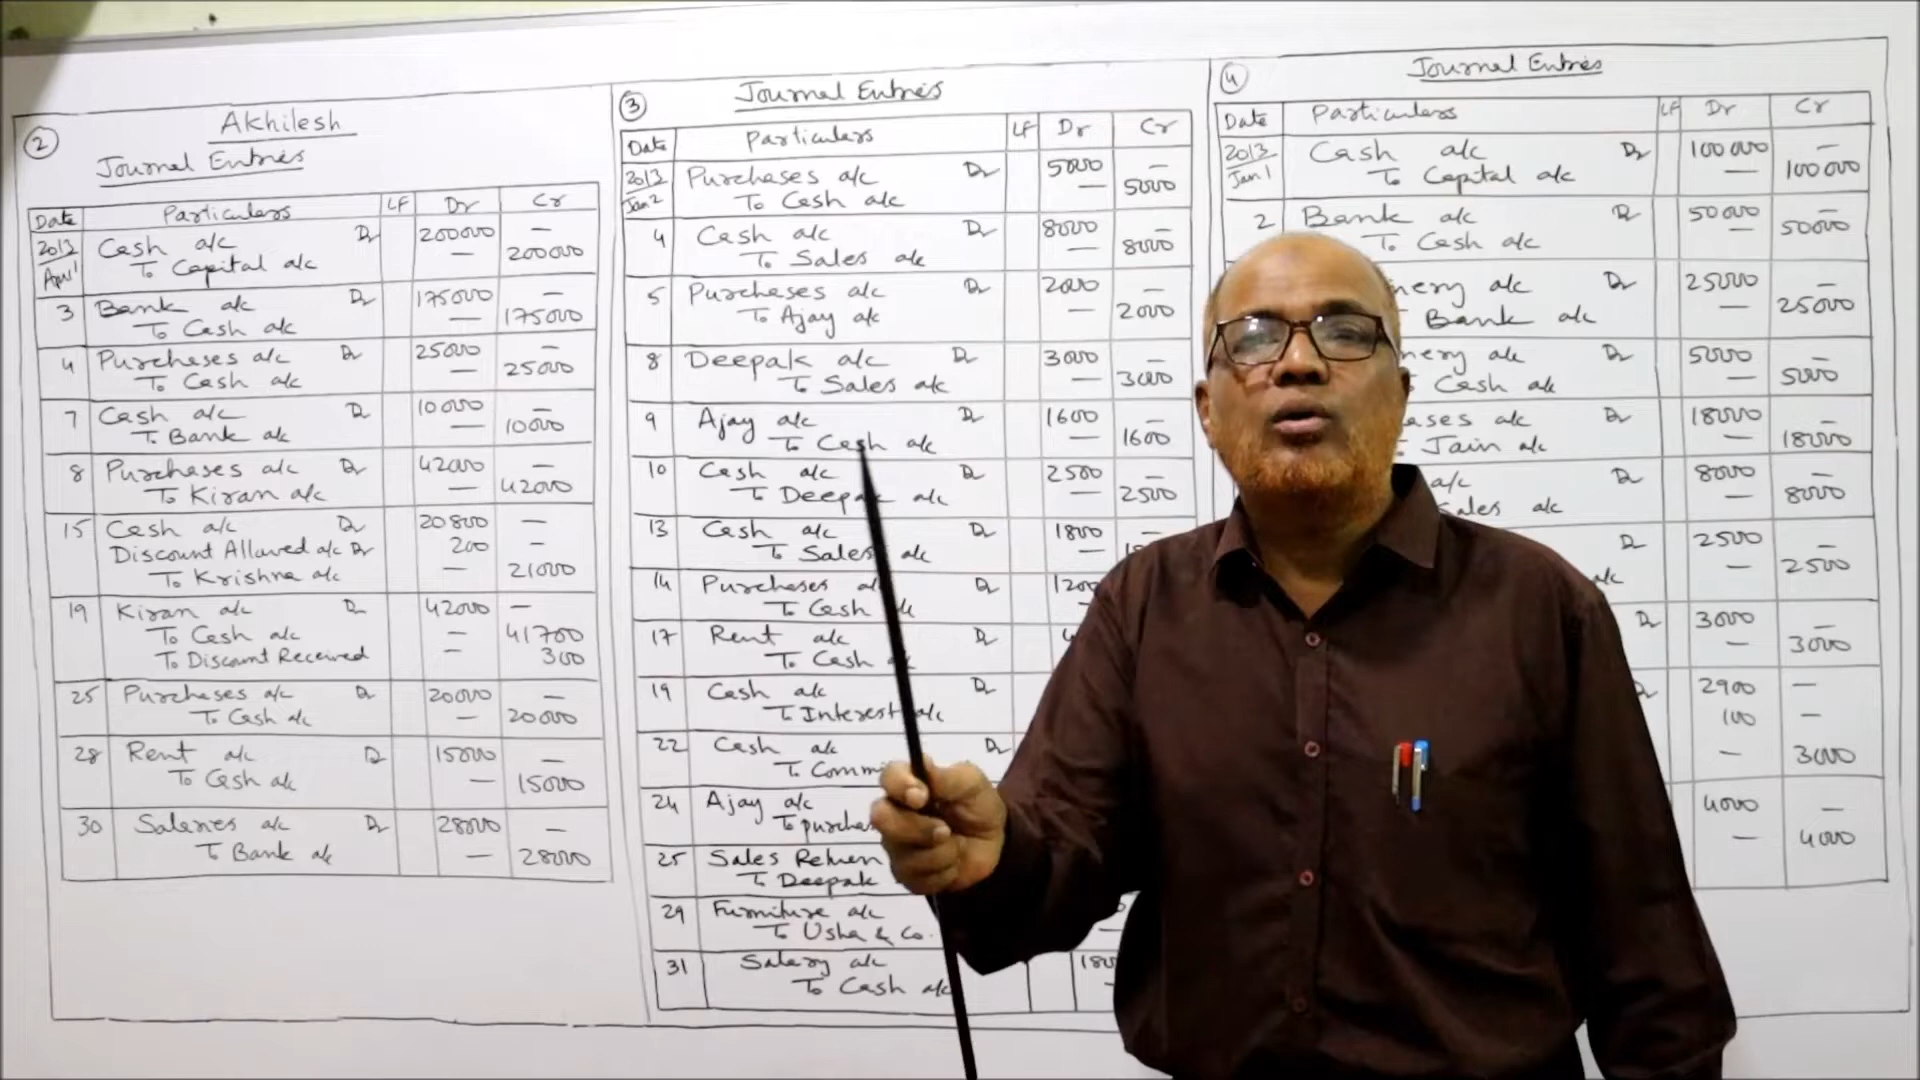 2
Akhilesh
Journal Entries
Date Particulars LF Dr Cr
2013 Apr 1 Cash a/c Dr 200000 —
To Capital a/c — 200000
3 Bank a/c Dr 175000 —
To Cash a/c — 175000
4 Purchases a/c Dr 25000 —
To Cash a/c — 25000
7 Cash a/c Dr 10000 —
To Bank a/c — 10000
8 Purchases a/c Dr 42000 —
To Kiran a/c — 42000
15 Cash a/c Dr 20800 —
Discount Allowed a/c Dr 200 —
To Krishna a/c — 21000
19 Kiran a/c Dr 42000 —
To Cash a/c — 41700
To Discount Received — 300
25 Purchases a/c Dr 20000 —
To Cash a/c — 20000
28 Rent a/c Dr 15000 —
To Cash a/c — 15000
30 Salaries a/c Dr 28000 —
To Bank a/c — 28000
3
Journal Entries
Date Particulars LF Dr Cr
2013 Jan 2 Purchases a/c Dr 5000 —
To Cash a/c — 5000
4 Cash a/c Dr 8000 —
To Sales a/c — 8000
5 Purchases a/c Dr 2000 —
To Ajay a/c — 2000
8 Deepak a/c Dr 3000 —
To Sales a/c — 3000
9 Ajay a/c Dr 1600 —
To Cash a/c — 1600
10 Cash a/c Dr 2500 —
To Deepak a/c — 2500
13 Cash a/c Dr 1800 —
To Sales a/c —
14 Purchases Dr
To Cash
17 Rent a/c Dr
To Cash
19 Cash a/c Dr
To Interest a/c
22 Cash a/c Dr
To
24 Ajay a/c
To
25 Sales Return
To Deepak
29 Furniture a/c
To Usha & Co.
31 Salary a/c
To Cash a/c
4
Journal Entries
Date Particulars LF Dr Cr
2013 Jan 1 Cash a/c Dr 100000 —
To Capital a/c — 100000
2 Bank a/c Dr 50000 —
To Cash a/c — 50000
a/c Dr 25000 —
Bank a/c — 25000
a/c Dr 5000 —
Cash a/c — 5000
a/c Dr 18000 —
Jain a/c — 18000
a/c Dr 8000 —
Sales a/c — 8000
Dr 2500 —
a/c — 2500
Dr 3000 —
— 3000
Dr 2900 —
100 —
— 3000
4000 —
— 4000